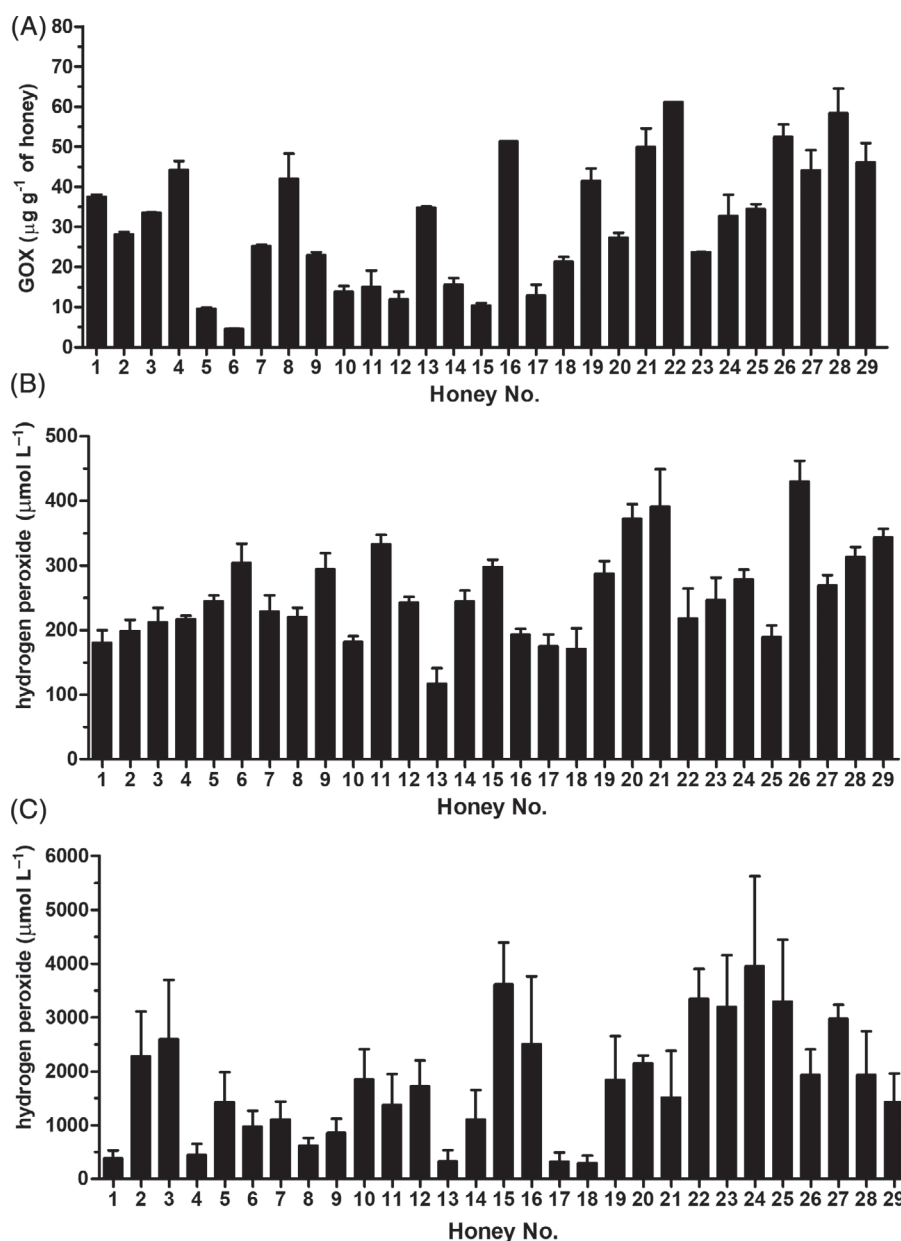 (A)
GOX (µg g⁻¹ of honey)
80
70
60
50
40
30
20
10
0
1 2 3 4 5 6 7 8 9 10 11 12 13 14 15 16 17 18 19 20 21 22 23 24 25 26 27 28 29
Honey No.
(B)
hydrogen peroxide (µmol L⁻¹)
500
400
300
200
100
0
1 2 3 4 5 6 7 8 9 10 11 12 13 14 15 16 17 18 19 20 21 22 23 24 25 26 27 28 29
Honey No.
(C)
hydrogen peroxide (µmol L⁻¹)
6000
5000
4000
3000
2000
1000
0
1 2 3 4 5 6 7 8 9 10 11 12 13 14 15 16 17 18 19 20 21 22 23 24 25 26 27 28 29
Honey No.